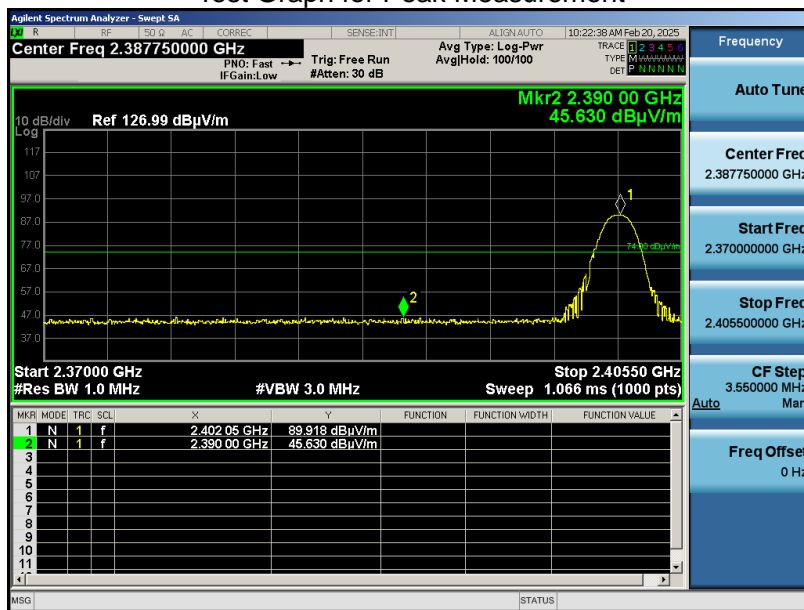 Test Graph for Peak Measurement
Agilent Spectrum Analyzer - Swept SA
R RF 50 Ω AC CORREC SENSE:INT ALIGN AUTO 10:22:38 AM Feb 20, 2025
Center Freq 2.387750000 GHz
PNO: Fast
IFGain:Low
Trig: Free Run
#Atten: 30 dB
Avg Type: Log-Pwr
Avg|Hold: 100/100
TRACE 1 2 3 4 5 6
TYPE M WWWWW
DET P N N N N N
Mkr2 2.390 00 GHz
45.630 dBµV/m
10 dB/div Ref 126.99 dBµV/m
Log
117
107
97.0
87.0
77.0
67.0
57.0
47.0
37.0
1
74.00 dBµV/m
2
Start 2.37000 GHz Stop 2.40550 GHz
#Res BW 1.0 MHz #VBW 3.0 MHz Sweep 1.066 ms (1000 pts)
MKR MODE TRC SCL X Y FUNCTION FUNCTION WIDTH FUNCTION VALUE
1 N 1 f 2.402 05 GHz 89.918 dBµV/m
2 N 1 f 2.390 00 GHz 45.630 dBµV/m
3
4
5
6
7
8
9
10
11
MSG STATUS
Frequency
Auto Tune
Center Freq
2.387750000 GHz
Start Freq
2.370000000 GHz
Stop Freq
2.405500000 GHz
CF Step
3.550000 MHz
Auto Man
Freq Offset
0 Hz